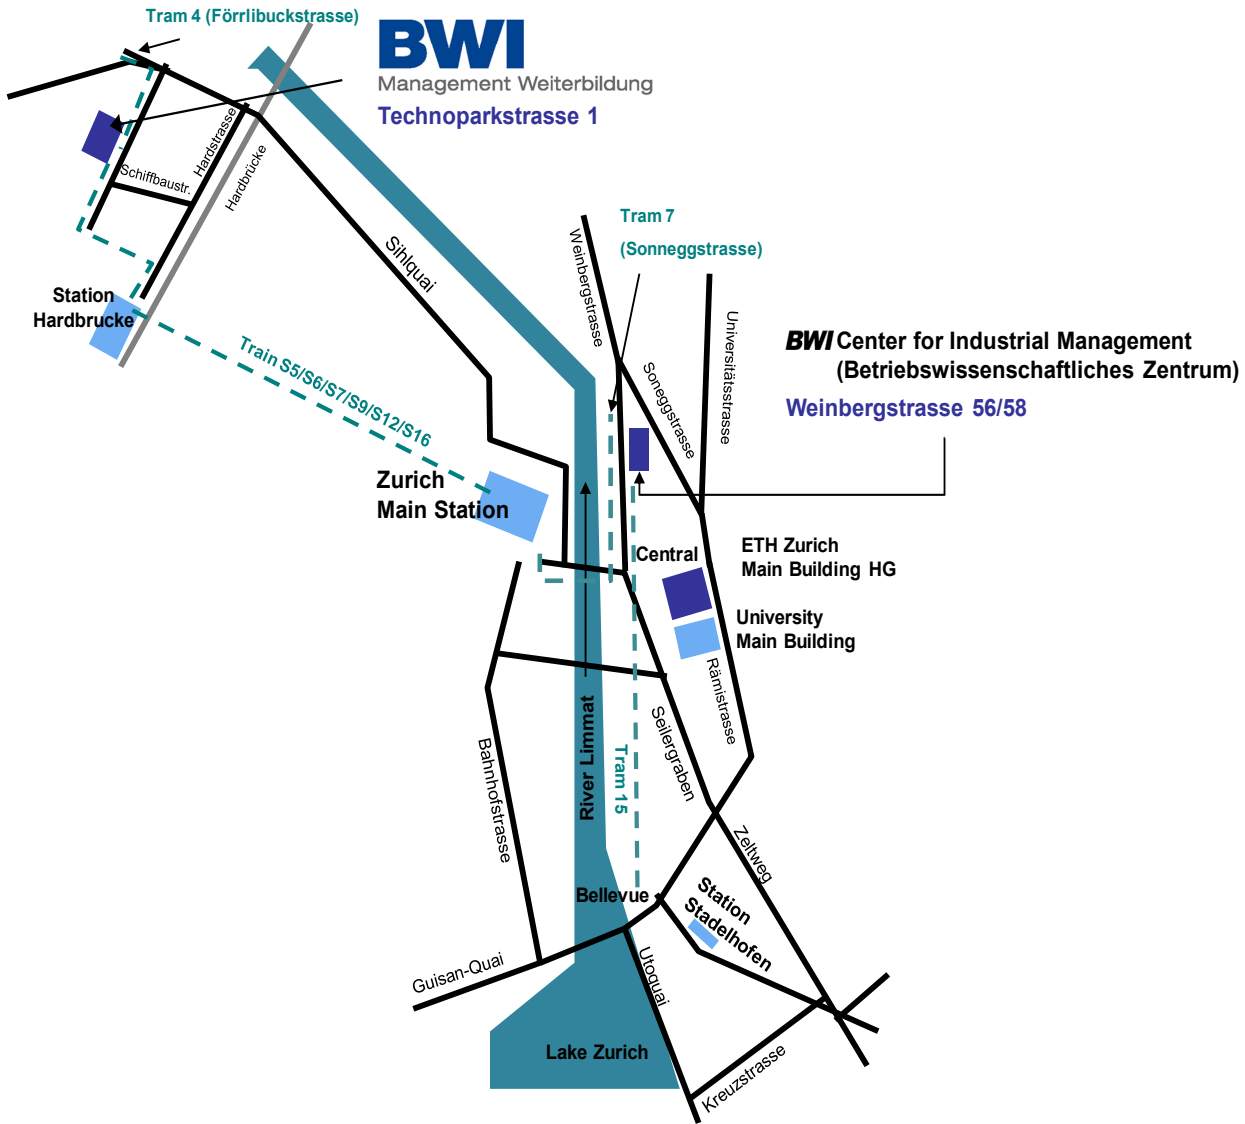 Tram 4 (Förrlibuckstrasse)
BWI
Management Weiterbildung
Technoparkstrasse 1
Hardstrasse
Hardbrücke
Schiffbaustr.
Sihlquai
Station
Hardbrucke
Train S5/S6/S7/S9/S12/S16
Tram 7
(Sonneggstrasse)
Weinbergstrasse
Soneggstrasse
Universitätsstrasse
BWI Center for Industrial Management
(Betriebswissenschaftliches Zentrum)
Weinbergstrasse 56/58
Zurich
Main Station
Central
ETH Zurich
Main Building HG
University
Main Building
Rämistrasse
Seilergraben
River Limmat
Tram 15
Bahnhofstrasse
Zeltweg
Bellevue
Station
Stadelhofen
Guisan-Quai
Utoquai
Lake Zurich
Kreuzstrasse